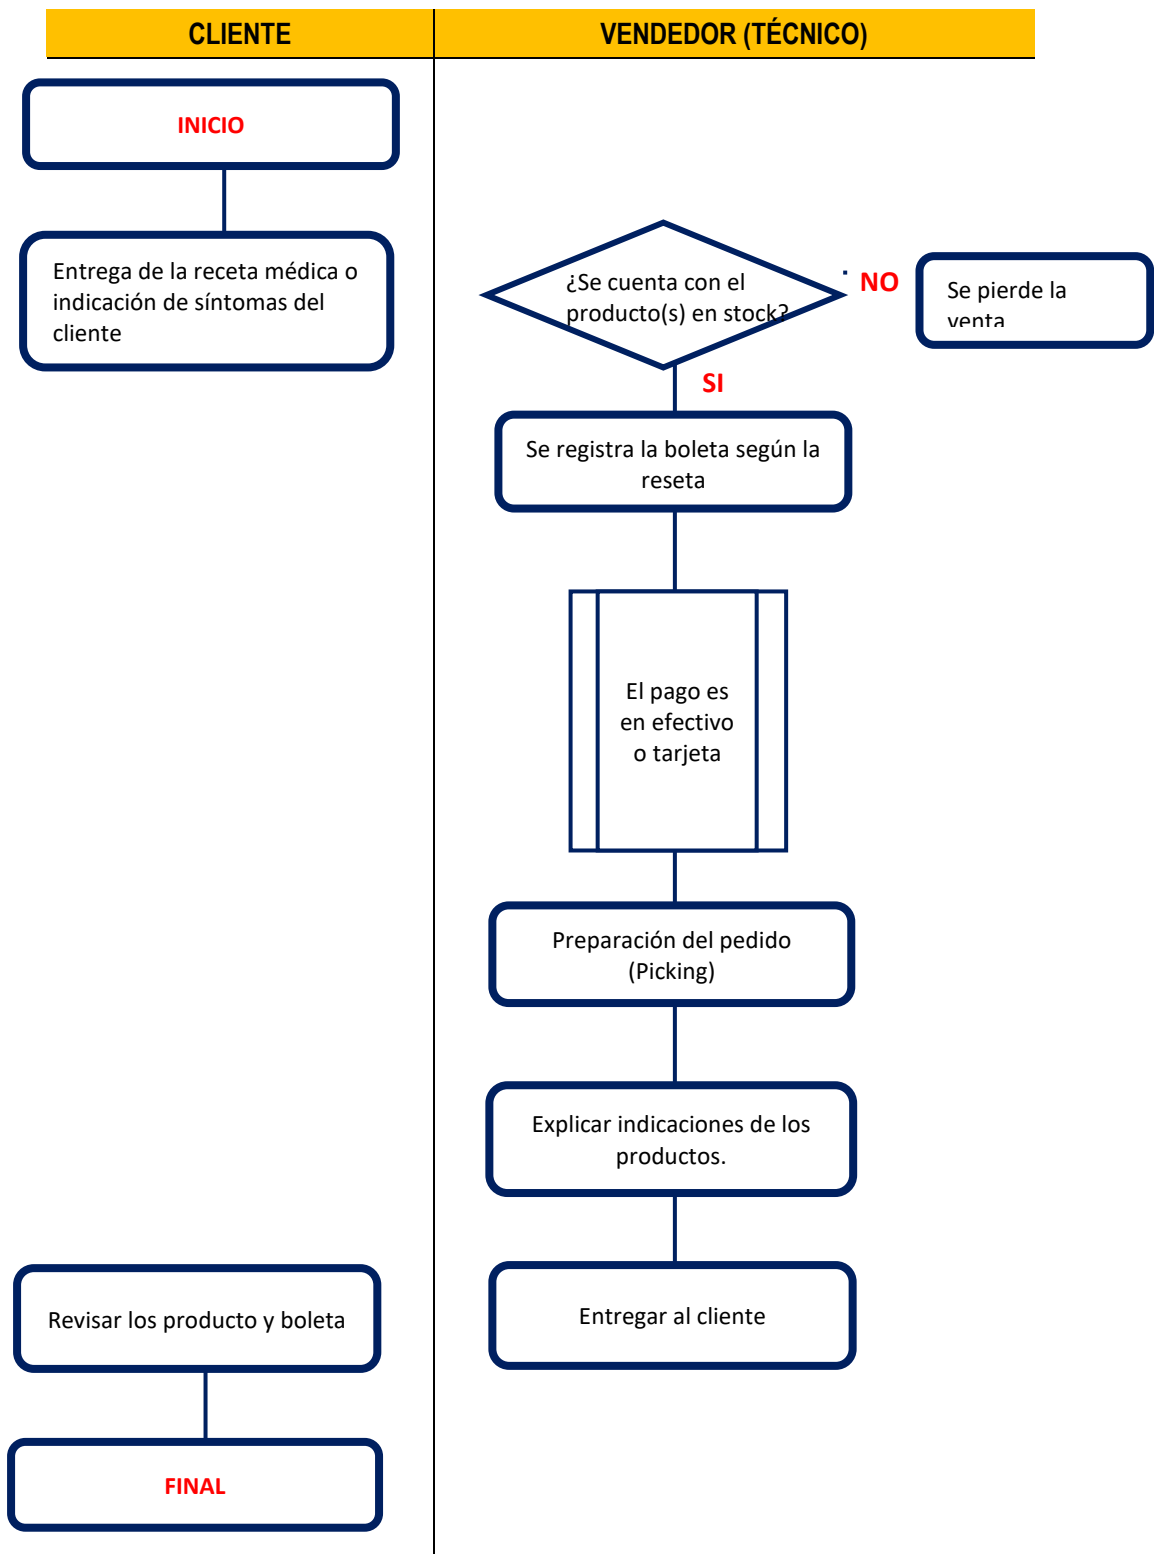 CLIENTE
VENDEDOR (TÉCNICO)
INICIO
Entrega de la receta médica o
indicación de síntomas del
cliente
¿Se cuenta con el
producto(s) en stock?
NO
Se pierde la
venta
SI
Se registra la boleta según la
reseta
El pago es
en efectivo
o tarjeta
Preparación del pedido
(Picking)
Explicar indicaciones de los
productos.
Entregar al cliente
Revisar los producto y boleta
FINAL